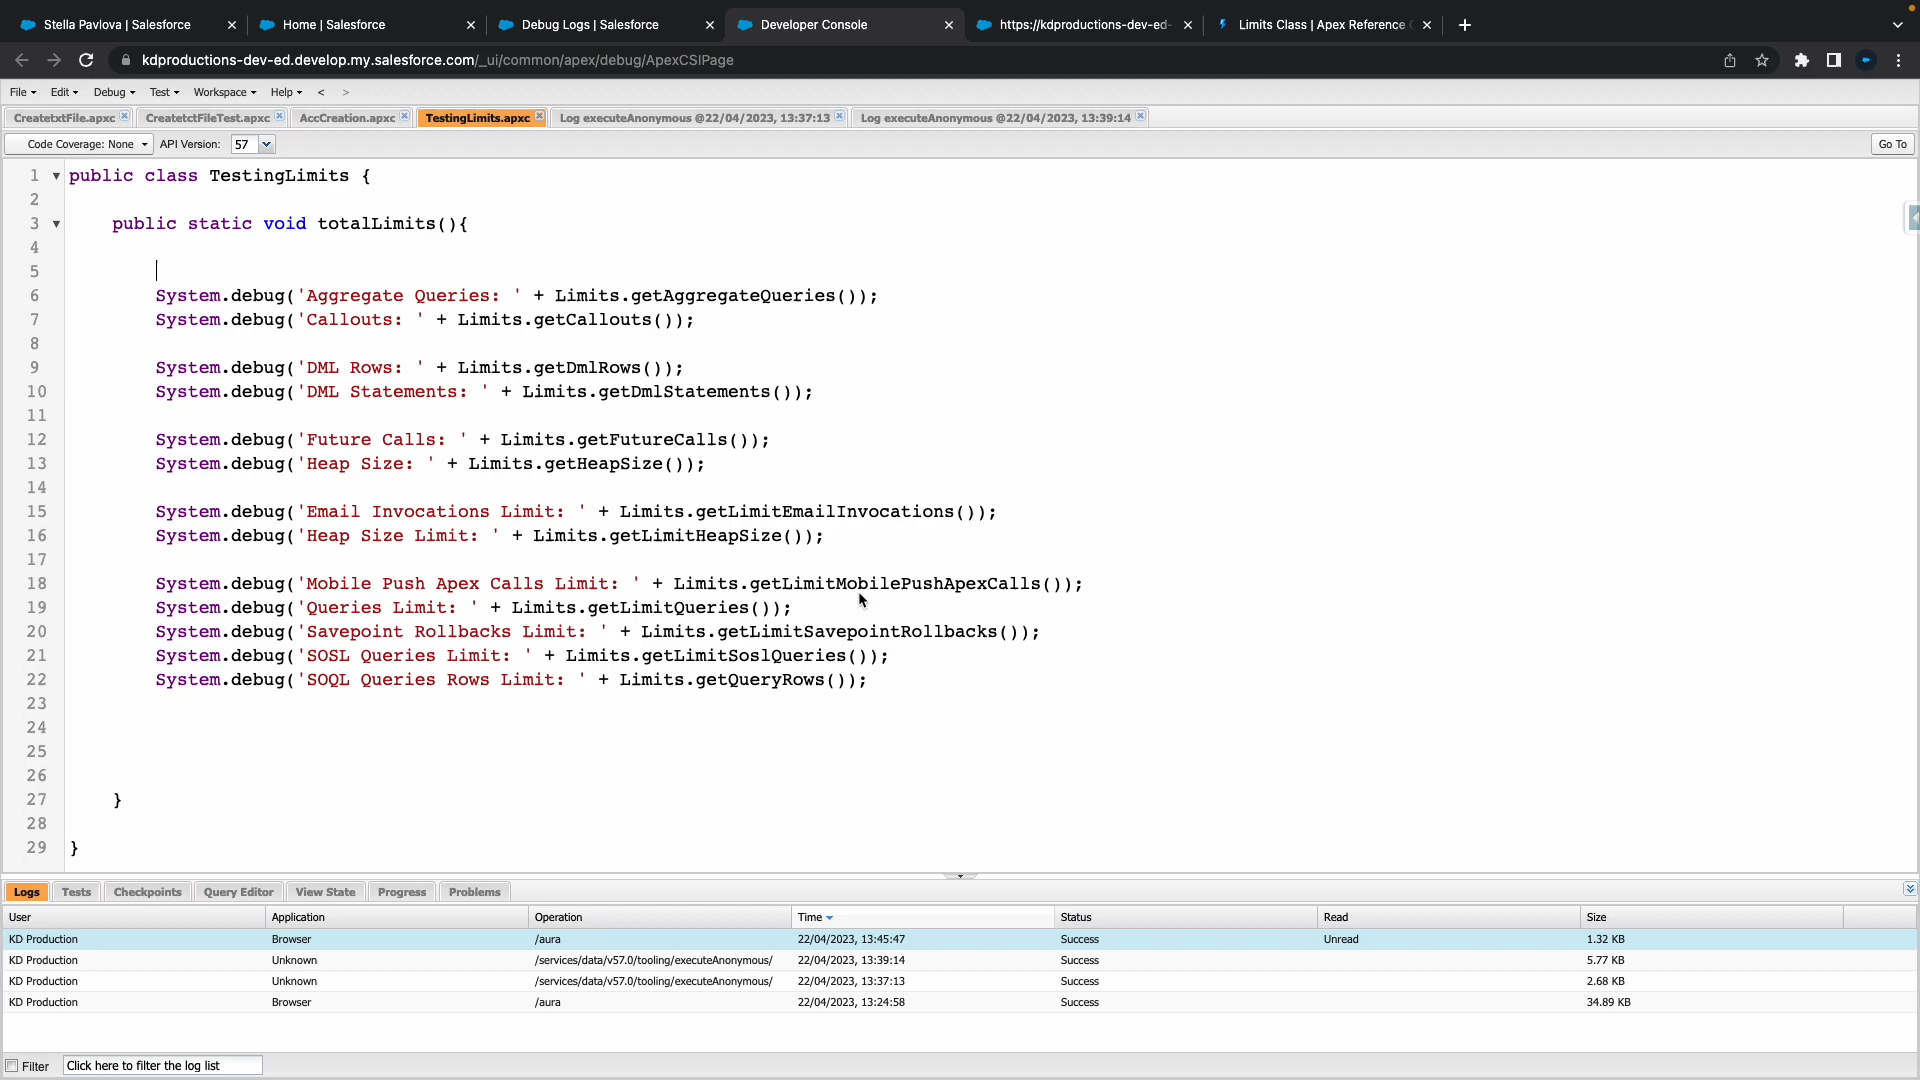 Stella Pavlova | Salesforce
Home | Salesforce
Debug Logs | Salesforce
Developer Console
https://kdproductions-dev-ed-
Limits Class | Apex Reference
kdproductions-dev-ed.develop.my.salesforce.com/_ui/common/apex/debug/ApexCSIPage
File Edit Debug Test Workspace Help < >
CreatetxtFile.apxc
CreatetctFileTest.apxc
AccCreation.apxc
TestingLimits.apxc
Log executeAnonymous @22/04/2023, 13:37:13
Log executeAnonymous @22/04/2023, 13:39:14
Code Coverage: None API Version: 57 Go To
1 public class TestingLimits {
2
3 public static void totalLimits(){
4
5
6 System.debug('Aggregate Queries: ' + Limits.getAggregateQueries());
7 System.debug('Callouts: ' + Limits.getCallouts());
8
9 System.debug('DML Rows: ' + Limits.getDmlRows());
10 System.debug('DML Statements: ' + Limits.getDmlStatements());
11
12 System.debug('Future Calls: ' + Limits.getFutureCalls());
13 System.debug('Heap Size: ' + Limits.getHeapSize());
14
15 System.debug('Email Invocations Limit: ' + Limits.getLimitEmailInvocations());
16 System.debug('Heap Size Limit: ' + Limits.getLimitHeapSize());
17
18 System.debug('Mobile Push Apex Calls Limit: ' + Limits.getLimitMobilePushApexCalls());
19 System.debug('Queries Limit: ' + Limits.getLimitQueries());
20 System.debug('Savepoint Rollbacks Limit: ' + Limits.getLimitSavepointRollbacks());
21 System.debug('SOSL Queries Limit: ' + Limits.getLimitSoslQueries());
22 System.debug('SOQL Queries Rows Limit: ' + Limits.getQueryRows());
23
24
25
26
27 }
28
29 }
Logs Tests Checkpoints Query Editor View State Progress Problems
User Application Operation Time Status Read Size
KD Production Browser /aura 22/04/2023, 13:45:47 Success Unread 1.32 KB
KD Production Unknown /services/data/v57.0/tooling/executeAnonymous/ 22/04/2023, 13:39:14 Success 5.77 KB
KD Production Unknown /services/data/v57.0/tooling/executeAnonymous/ 22/04/2023, 13:37:13 Success 2.68 KB
KD Production Browser /aura 22/04/2023, 13:24:58 Success 34.89 KB
Filter Click here to filter the log list